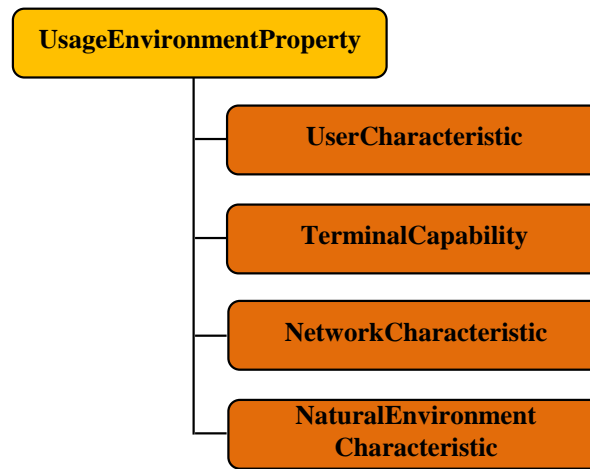 UsageEnvironmentProperty
UserCharacteristic
TerminalCapability
NetworkCharacteristic
NaturalEnvironment
Characteristic